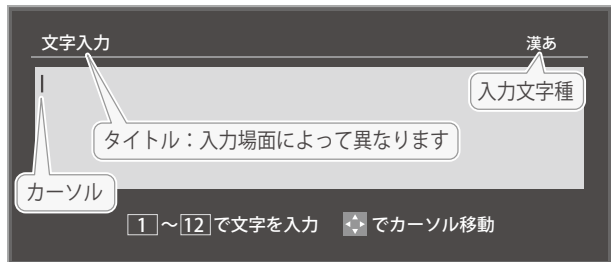 文字入力 漢あ
入力文字種
タイトル：入力場面によって異なります
カーソル
1～12で文字を入力 でカーソル移動